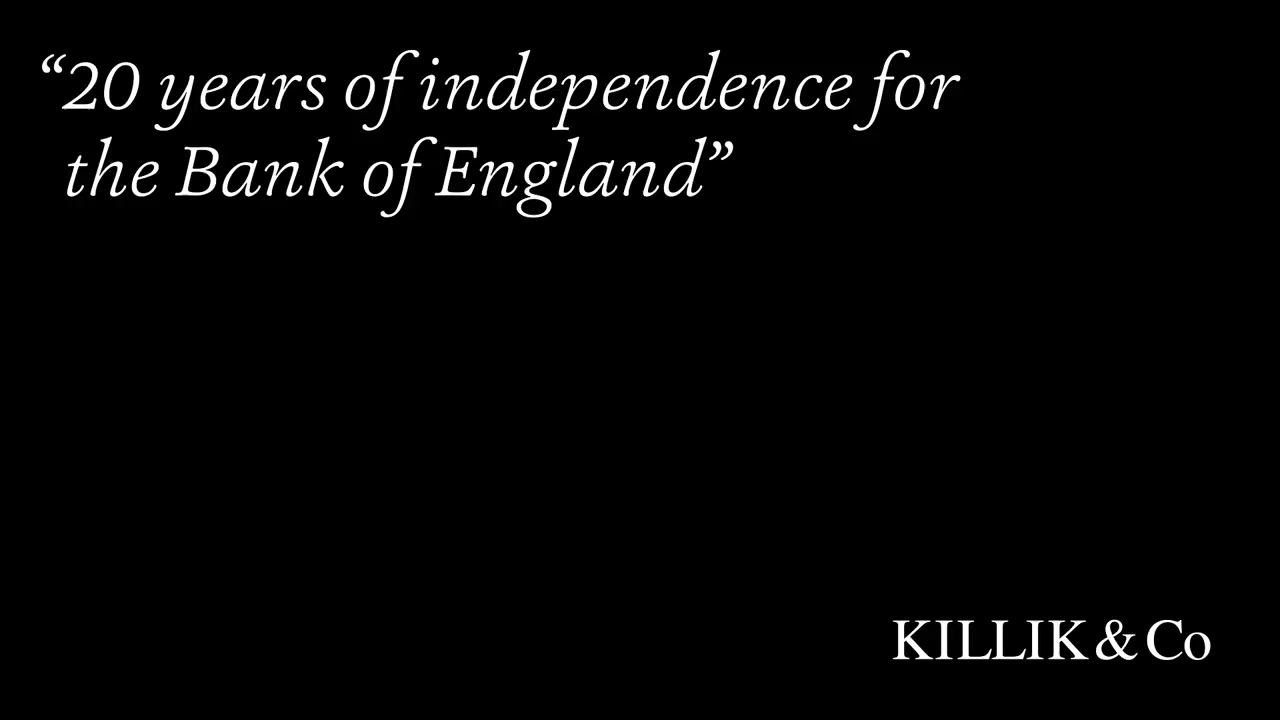 “20 years of independence for
the Bank of England”
KILLIK & Co